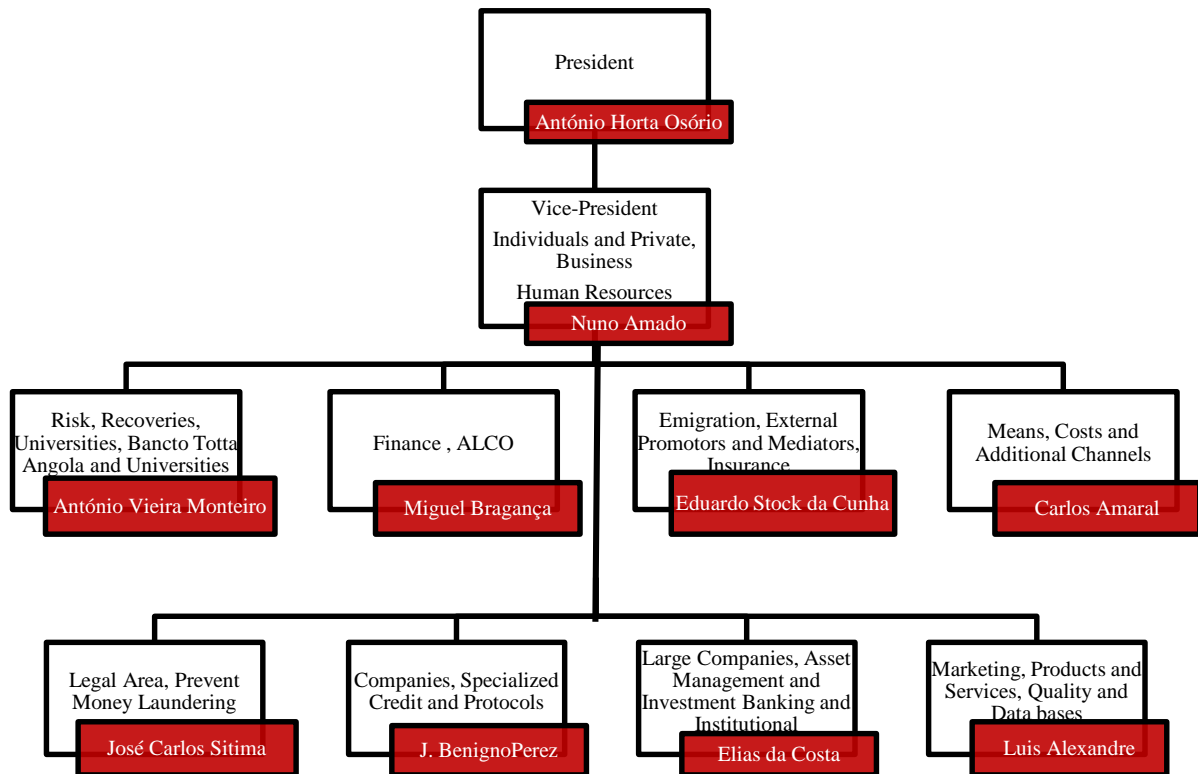 President
António Horta Osório
Vice-President
Individuals and Private,
Business
Human Resources
Nuno Amado
Risk, Recoveries,
Universities, Bancto Totta
Angola and Universities
António Vieira Monteiro
Finance , ALCO
Miguel Bragança
Emigration, External
Promotors and Mediators,
Insurance
Eduardo Stock da Cunha
Means, Costs and
Additional Channels
Carlos Amaral
Legal Area, Prevent
Money Laundering
José Carlos Sitima
Companies, Specialized
Credit and Protocols
J. BenignoPerez
Large Companies, Asset
Management and
Investment Banking and
Institutional
Elias da Costa
Marketing, Products and
Services, Quality and
Data bases
Luis Alexandre